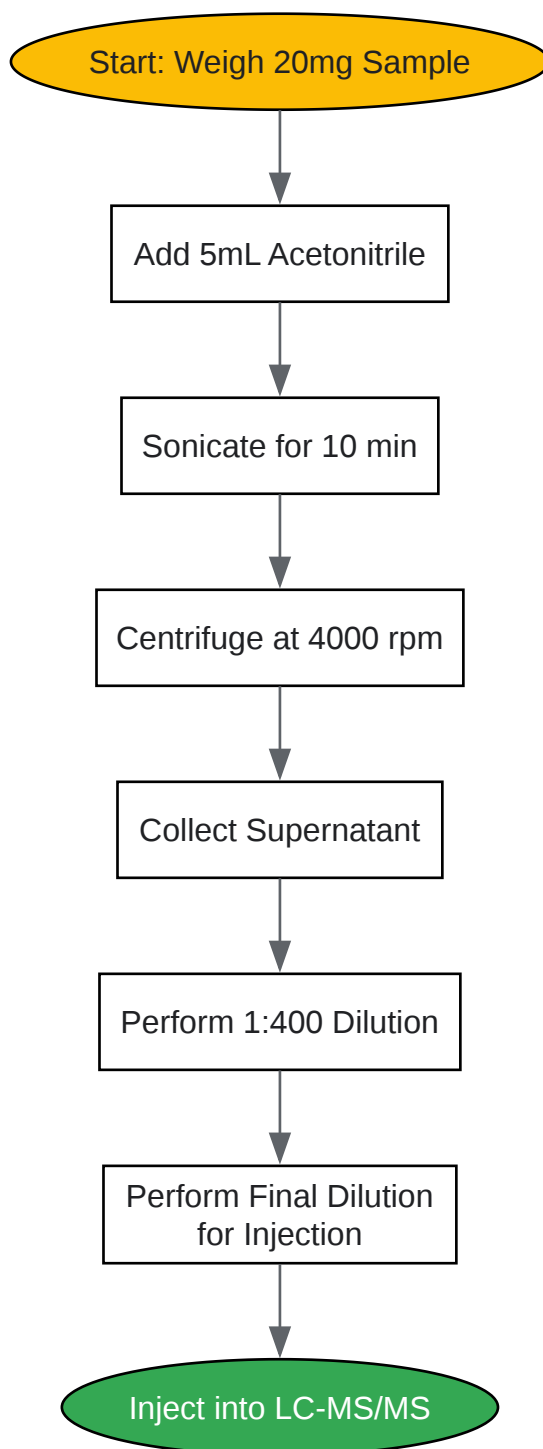 Start: Weigh 20mg Sample
Add 5mL Acetonitrile
Sonicate for 10 min
Centrifuge at 4000 rpm
Collect Supernatant
Perform 1:400 Dilution
Perform Final Dilution
for Injection
Inject into LC-MS/MS